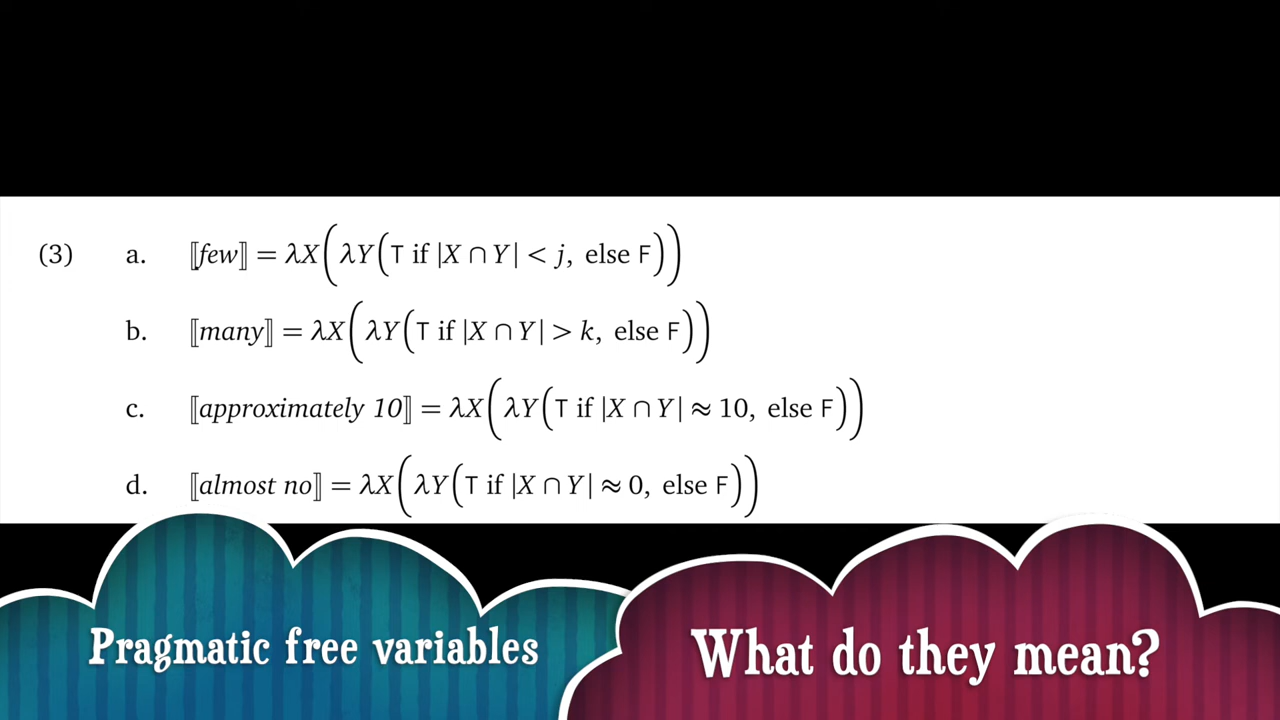 (3) a. ⟦few⟧ = λX(λY(T if |X ∩ Y| < j, else F))
b. ⟦many⟧ = λX(λY(T if |X ∩ Y| > k, else F))
c. ⟦approximately 10⟧ = λX(λY(T if |X ∩ Y| ≈ 10, else F))
d. ⟦almost no⟧ = λX(λY(T if |X ∩ Y| ≈ 0, else F))
Pragmatic free variables
What do they mean?